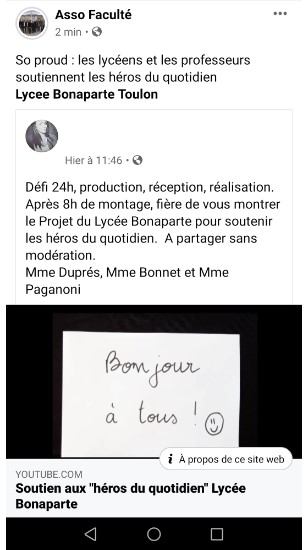 Asso Faculté
2 min •
So proud : les lycéens et les professeurs
soutiennent les héros du quotidien
Lycee Bonaparte Toulon
Hier à 11:46 •
Défi 24h, production, réception, réalisation.
Après 8h de montage, fière de vous montrer
le Projet du Lycée Bonaparte pour soutenir
les héros du quotidien. A partager sans
modération.
Mme Duprés, Mme Bonnet et Mme
Paganoni
Bonjour
à tous !
i À propos de ce site web
YOUTUBE.COM
Soutien aux "héros du quotidien" Lycée
Bonaparte